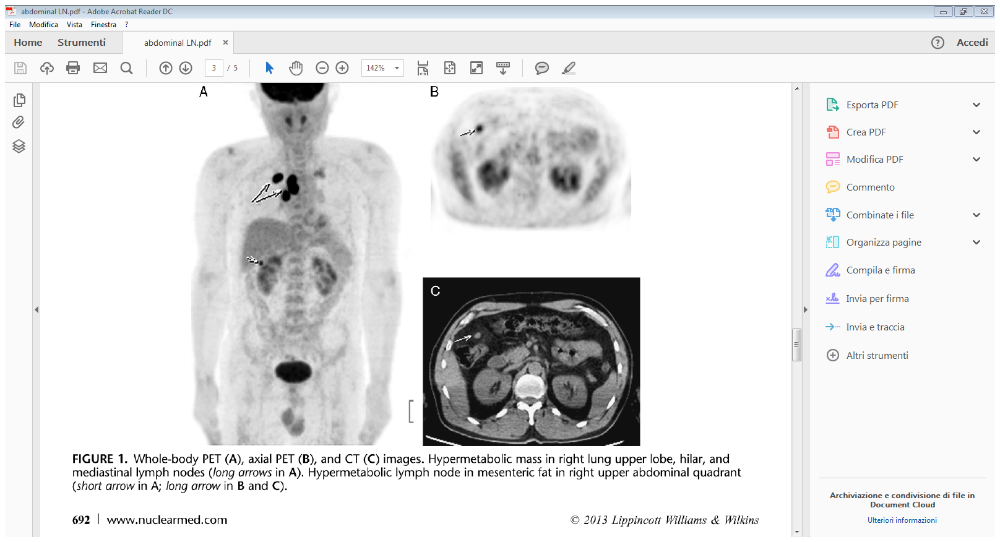 abdominal LN.pdf - Adobe Acrobat Reader DC
File Modifica Vista Finestra ?
Home Strumenti abdominal LN.pdf × ? Accedi
3 / 5 142%
A
B
C
FIGURE 1. Whole-body PET (A), axial PET (B), and CT (C) images. Hypermetabolic mass in right lung upper lobe, hilar, and
mediastinal lymph nodes (long arrows in A). Hypermetabolic lymph node in mesenteric fat in right upper abdominal quadrant
(short arrow in A; long arrow in B and C).
692 | www.nuclearmed.com © 2013 Lippincott Williams & Wilkins
Esporta PDF
Crea PDF
Modifica PDF
Commento
Combinate i file
Organizza pagine
Compila e firma
Invia per firma
Invia e traccia
Altri strumenti
Archiviazione e condivisione di file in
Document Cloud
Ulteriori informazioni